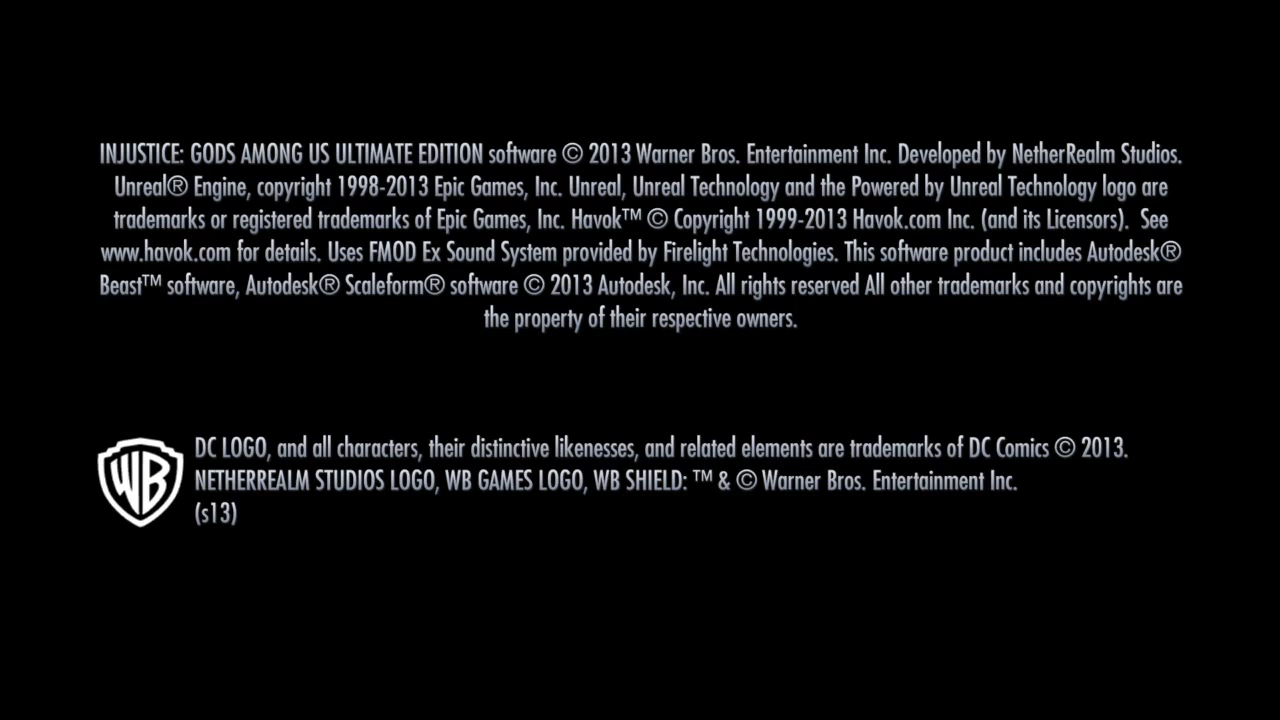 INJUSTICE: GODS AMONG US ULTIMATE EDITION software © 2013 Warner Bros. Entertainment Inc. Developed by NetherRealm Studios.
Unreal® Engine, copyright 1998-2013 Epic Games, Inc. Unreal, Unreal Technology and the Powered by Unreal Technology logo are
trademarks or registered trademarks of Epic Games, Inc. Havok™ © Copyright 1999-2013 Havok.com Inc. (and its Licensors).  See
www.havok.com for details. Uses FMOD Ex Sound System provided by Firelight Technologies. This software product includes Autodesk®
Beast™ software, Autodesk® Scaleform® software © 2013 Autodesk, Inc. All rights reserved All other trademarks and copyrights are
the property of their respective owners.
WB
DC LOGO, and all characters, their distinctive likenesses, and related elements are trademarks of DC Comics © 2013.
NETHERREALM STUDIOS LOGO, WB GAMES LOGO, WB SHIELD: ™ & © Warner Bros. Entertainment Inc.
(s13)